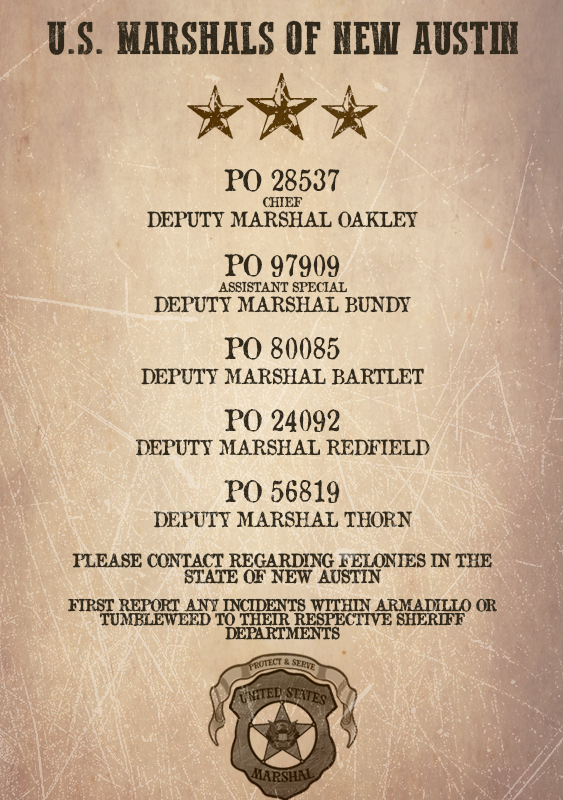 U.S. MARSHALS OF NEW AUSTIN
PO 28537
CHIEF
DEPUTY MARSHAL OAKLEY
PO 97909
ASSISTANT SPECIAL
DEPUTY MARSHAL BUNDY
PO 80085
DEPUTY MARSHAL BARTLET
PO 24092
DEPUTY MARSHAL REDFIELD
PO 56819
DEPUTY MARSHAL THORN
PLEASE CONTACT REGARDING FELONIES IN THE
STATE OF NEW AUSTIN
FIRST REPORT ANY INCIDENTS WITHIN ARMADILLO OR
TUMBLEWEED TO THEIR RESPECTIVE SHERIFF
DEPARTMENTS
PROTECT & SERVE
UNITED STATES
MARSHAL